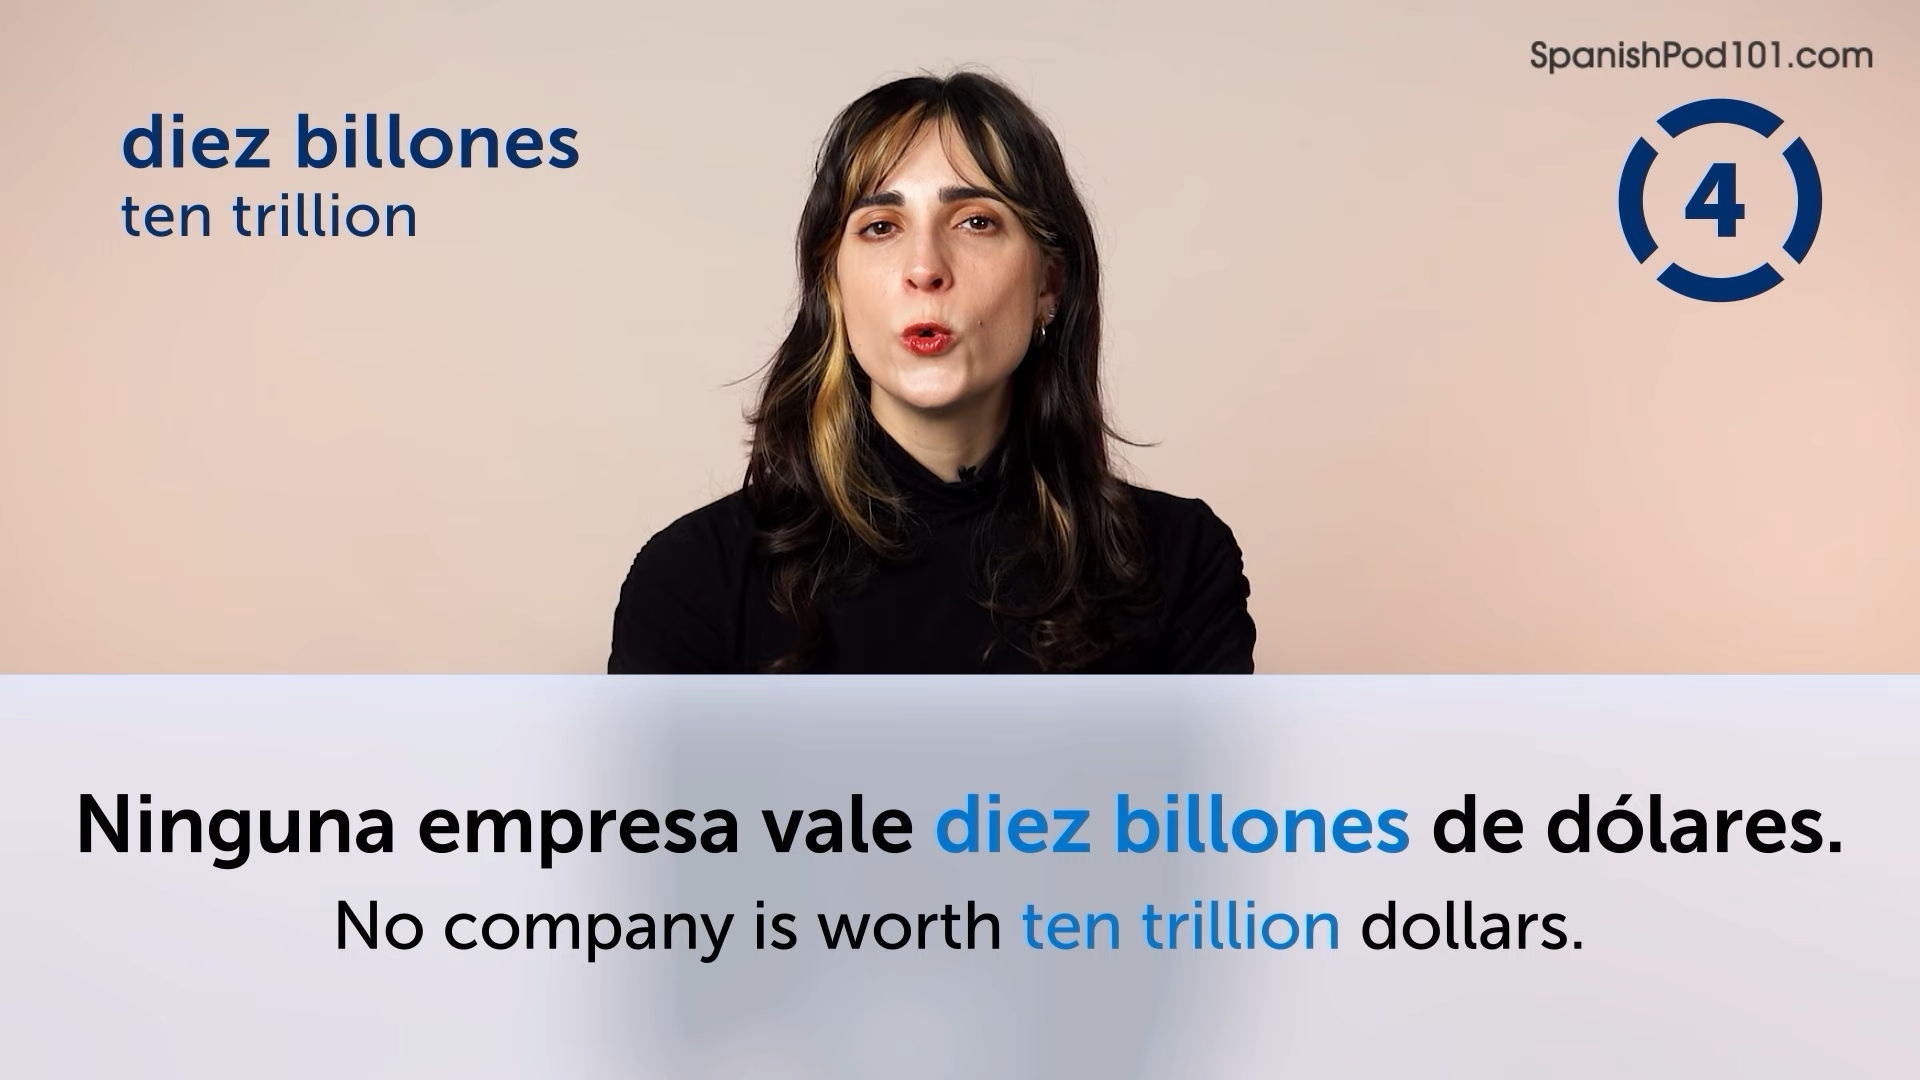 SpanishPod101.com
diez billones
ten trillion
4
Ninguna empresa vale diez billones de dólares.
No company is worth ten trillion dollars.